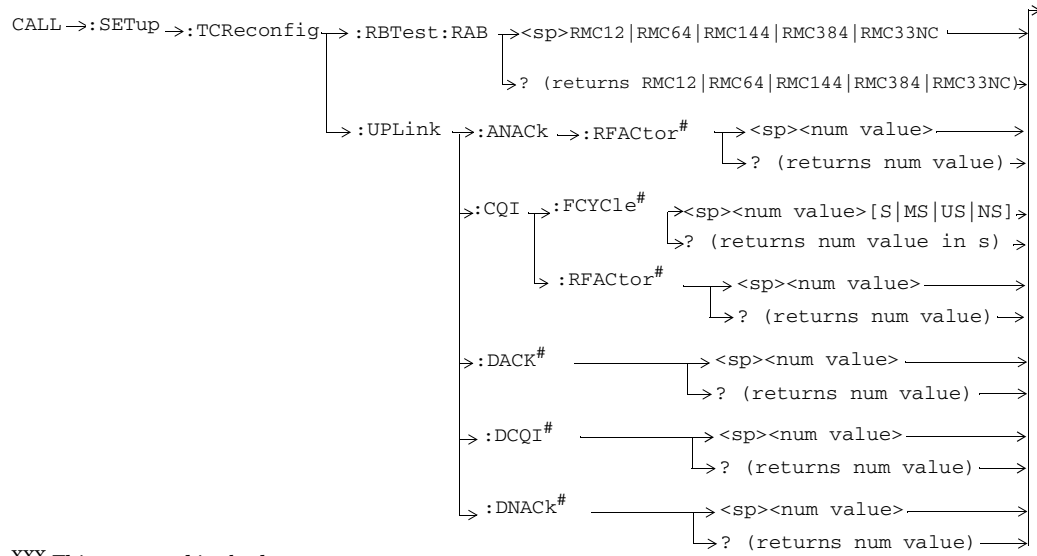 CALL :SETup :TCReconfig :RBTest:RAB <sp>RMC12|RMC64|RMC144|RMC384|RMC33NC
? (returns RMC12|RMC64|RMC144|RMC384|RMC33NC)
:UPLink :ANACk :RFACtor# <sp><num value>
? (returns num value)
:CQI :FCYCle# <sp><num value>[S|MS|US|NS]
? (returns num value in s)
:RFACtor# <sp><num value>
? (returns num value)
:DACK# <sp><num value>
? (returns num value)
:DCQI# <sp><num value>
? (returns num value)
:DNACk# <sp><num value>
? (returns num value)